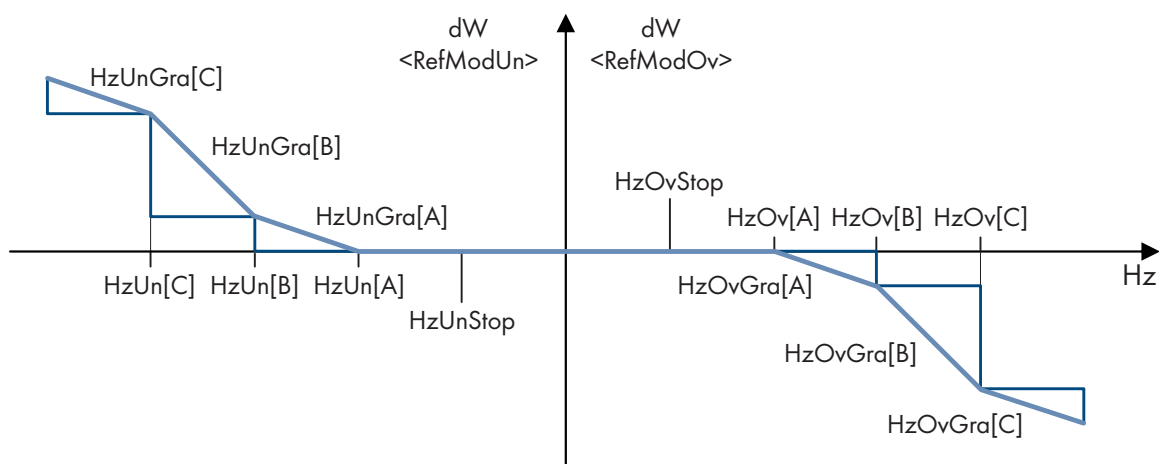 dW
<RefModUn>
dW
<RefModOv>
HzUnGra[C]
HzUnGra[B]
HzUnGra[A]
HzOvStop
HzOv[A]
HzOv[B]
HzOv[C]
Hz
HzUn[C]
HzUn[B]
HzUn[A]
HzUnStop
HzOvGra[A]
HzOvGra[B]
HzOvGra[C]